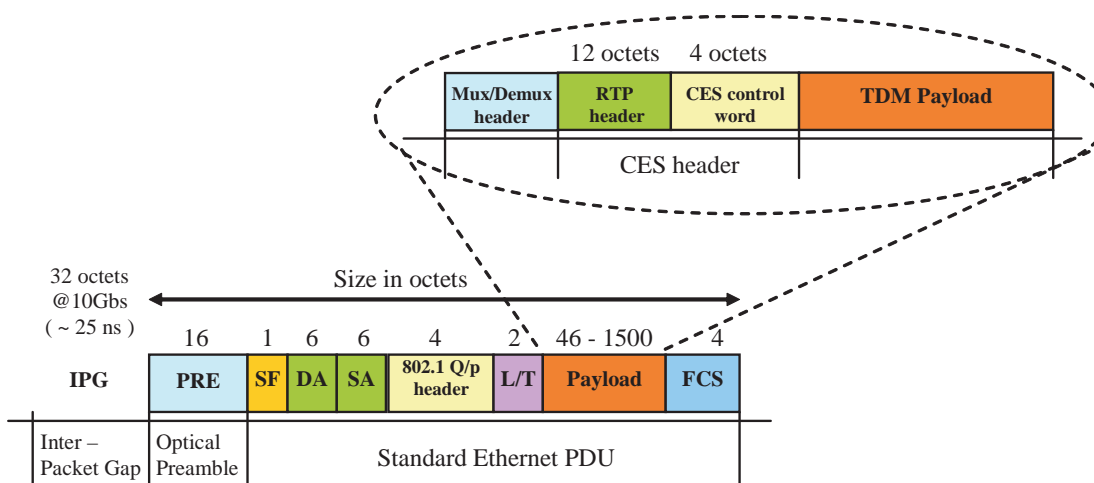 12 octets 4 octets
Mux/Demux header
RTP header
CES control word
TDM Payload
CES header
32 octets
@10Gbs
( ~ 25 ns )
Size in octets
16 1 6 6 4 2 46 - 1500 4
IPG
PRE
SF
DA
SA
802.1 Q/p header
L/T
Payload
FCS
Inter –
Packet Gap
Optical
Preamble
Standard Ethernet PDU